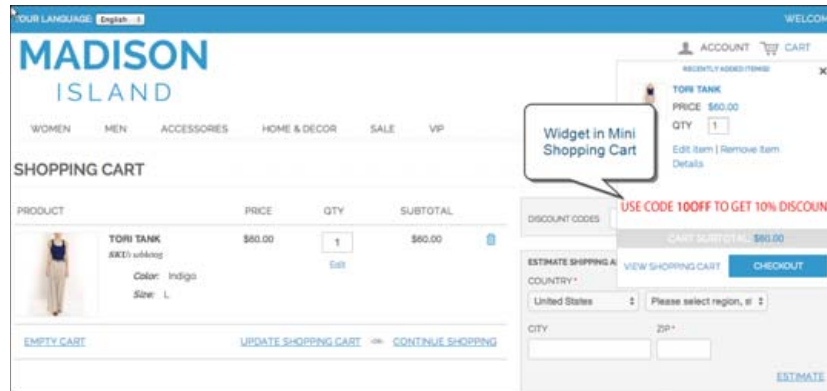 YOUR LANGUAGE: English
WELCOM
MADISON
ISLAND
ACCOUNT CART
RECENTLY ADDED ITEM(S)
×
TORI TANK
PRICE $60.00
QTY 1
Edit item | Remove item
Details
WOMEN MEN ACCESSORIES HOME & DECOR SALE VIP
Widget in Mini
Shopping Cart
SHOPPING CART
USE CODE 10OFF TO GET 10% DISCOUN
CART SUBTOTAL: $60.00
VIEW SHOPPING CART CHECKOUT
PRODUCT PRICE QTY SUBTOTAL
TORI TANK $60.00 1 $60.00
SKU:
Edit
Color: Indigo
Size: L
EMPTY CART UPDATE SHOPPING CART -OR- CONTINUE SHOPPING
DISCOUNT CODES
ESTIMATE SHIPPING A
COUNTRY*
United States Please select region, st
CITY ZIP*
ESTIMATE